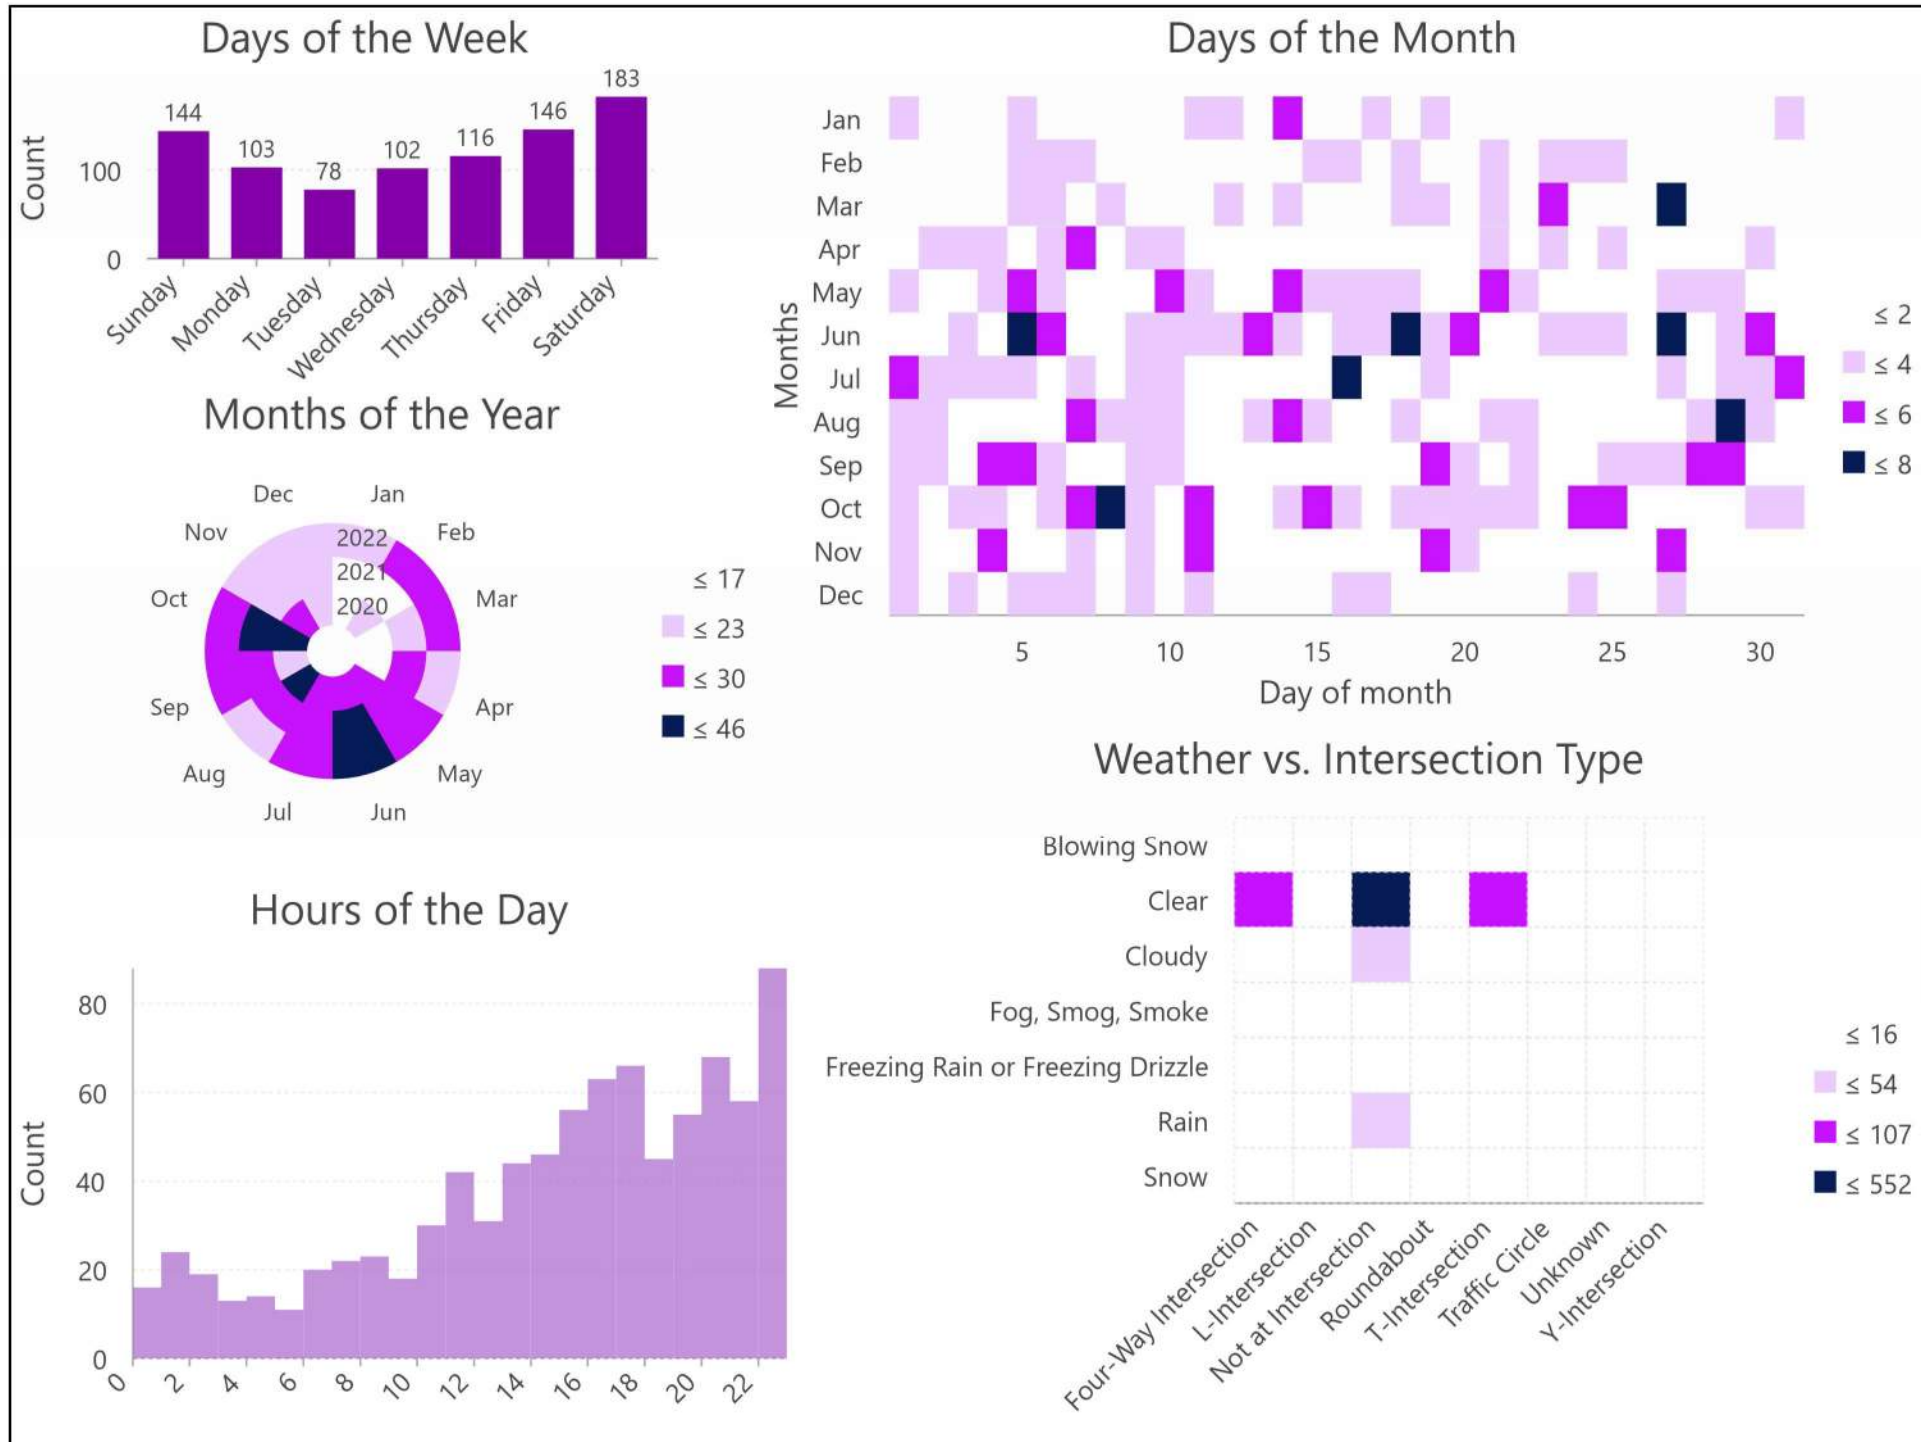 Days of the Week
Count
144
103
78
102
116
146
183
100
0
Sunday
Monday
Tuesday
Wednesday
Thursday
Friday
Saturday
Months of the Year
Dec
Jan
Nov
Feb
Oct
Mar
Sep
Apr
Aug
May
Jul
Jun
2022
2021
2020
≤ 17
≤ 23
≤ 30
≤ 46
Hours of the Day
Count
80
60
40
20
0
0
2
4
6
8
10
12
14
16
18
20
22
Days of the Month
Months
Jan
Feb
Mar
Apr
May
Jun
Jul
Aug
Sep
Oct
Nov
Dec
5
10
15
20
25
30
Day of month
≤ 2
≤ 4
≤ 6
≤ 8
Weather vs. Intersection Type
Blowing Snow
Clear
Cloudy
Fog, Smog, Smoke
Freezing Rain or Freezing Drizzle
Rain
Snow
Four-Way Intersection
L-Intersection
Not at Intersection
Roundabout
T-Intersection
Traffic Circle
Unknown
Y-Intersection
≤ 16
≤ 54
≤ 107
≤ 552